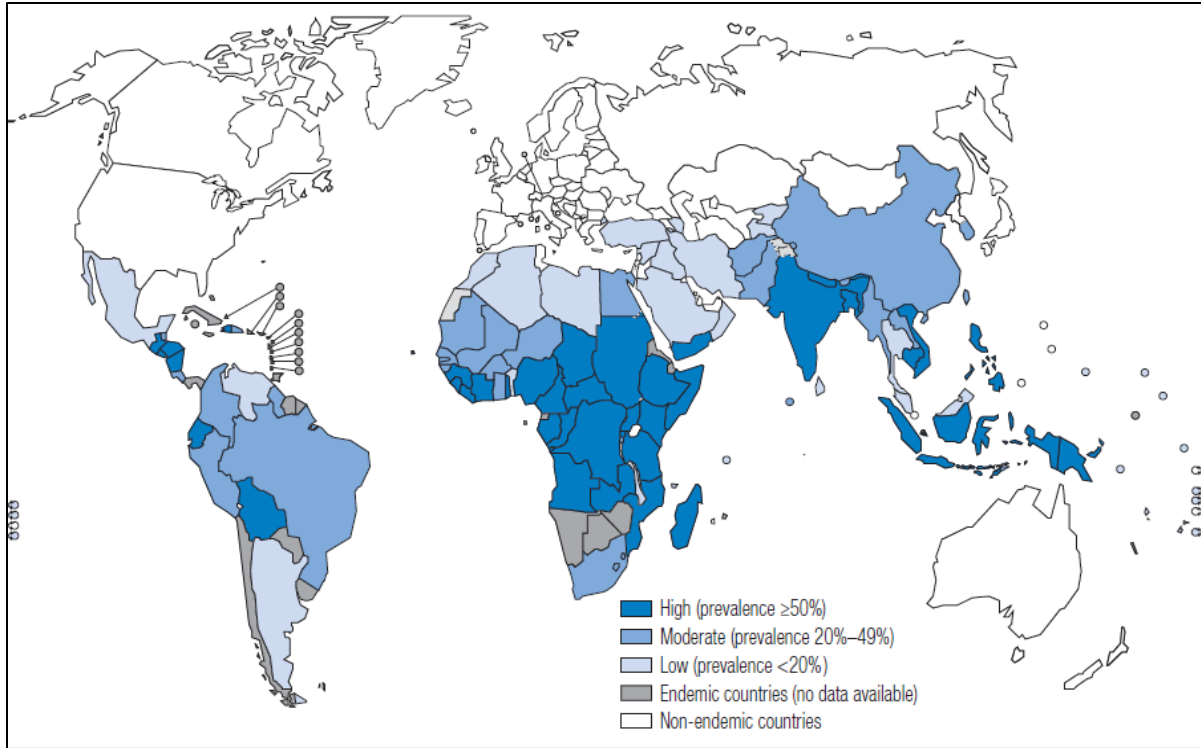 High (prevalence ≥50%)
Moderate (prevalence 20%–49%)
Low (prevalence <20%)
Endemic countries (no data available)
Non-endemic countries